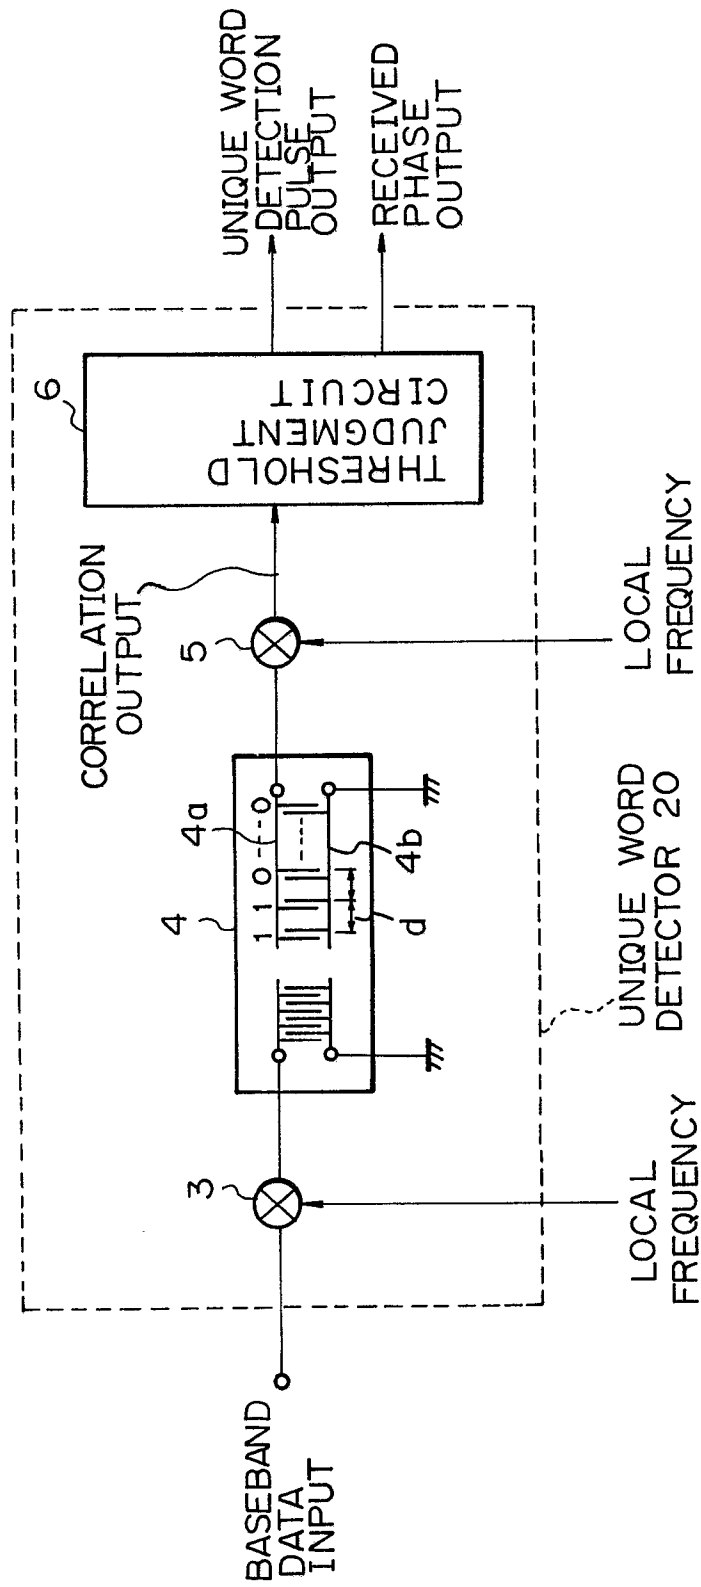 BASEBAND
DATA
INPUT
3
LOCAL
FREQUENCY
4
1 1 0 0
4a
4b
d
UNIQUE WORD
DETECTOR 20
5
LOCAL
FREQUENCY
CORRELATION
OUTPUT
6
THRESHOLD
JUDGMENT
CIRCUIT
UNIQUE WORD
DETECTION
PULSE
OUTPUT
RECEIVED
PHASE
OUTPUT